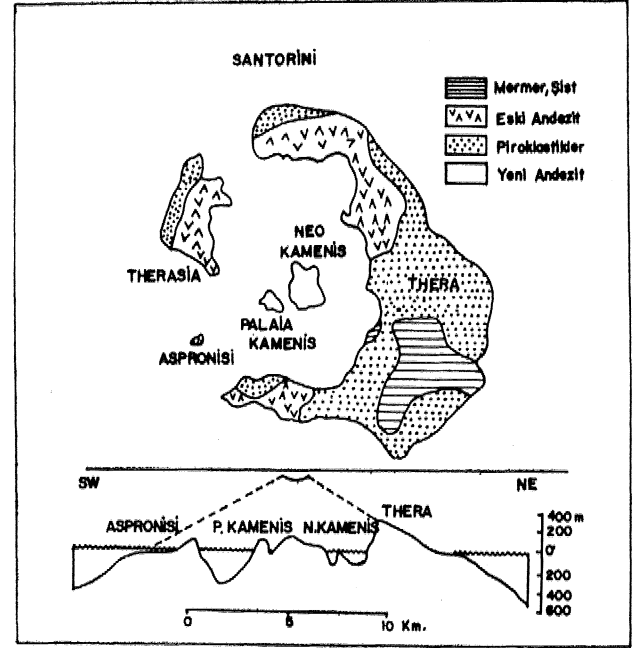 SANTORİNİ
Mermer, Şist
Eski Andezit
Piroklastikler
Yeni Andezit
NEO
KAMENİS
THERASİA
THERA
PALAİA
KAMENİS
ASPRONİSİ
SW
NE
ASPRONİSİ
P. KAMENİS
N.KAMENİS
THERA
400 m
200
0'
200
400
600
0
5
10 Km.